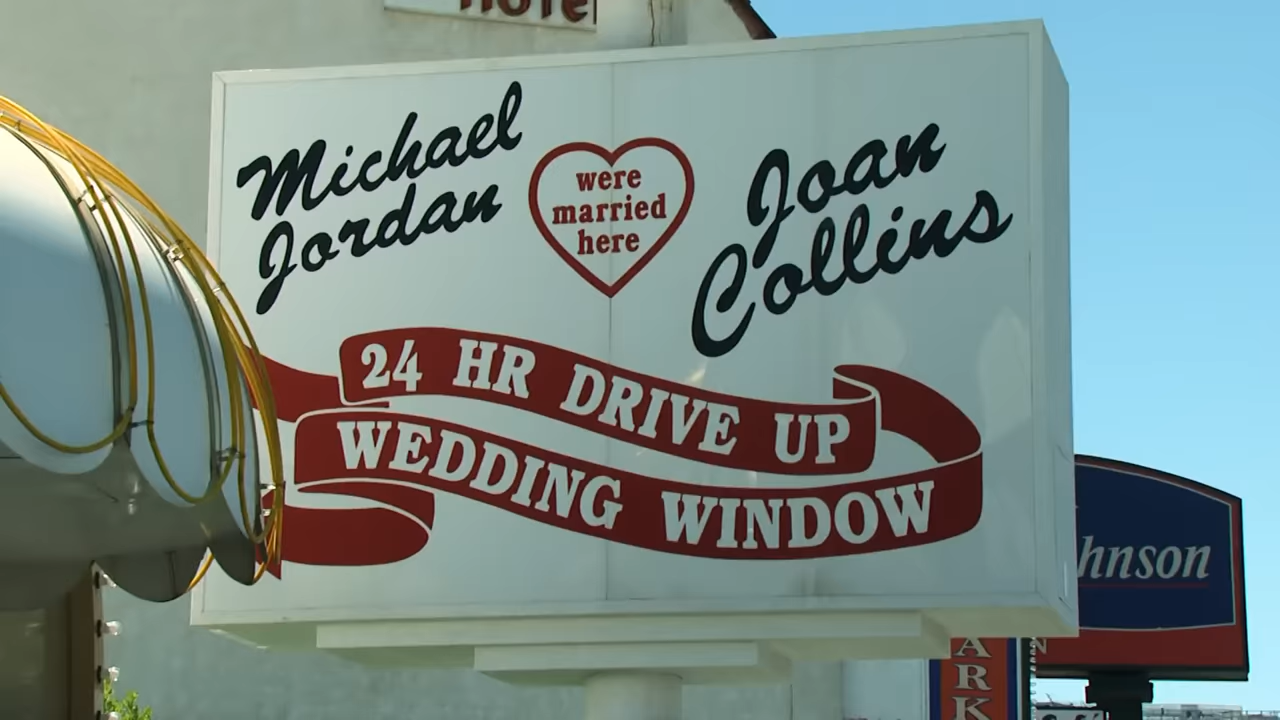 HOTEL
Michael
Jordan
were
married
here
Joan
Collins
24 HR DRIVE UP
WEDDING WINDOW
hnson
ARK
N